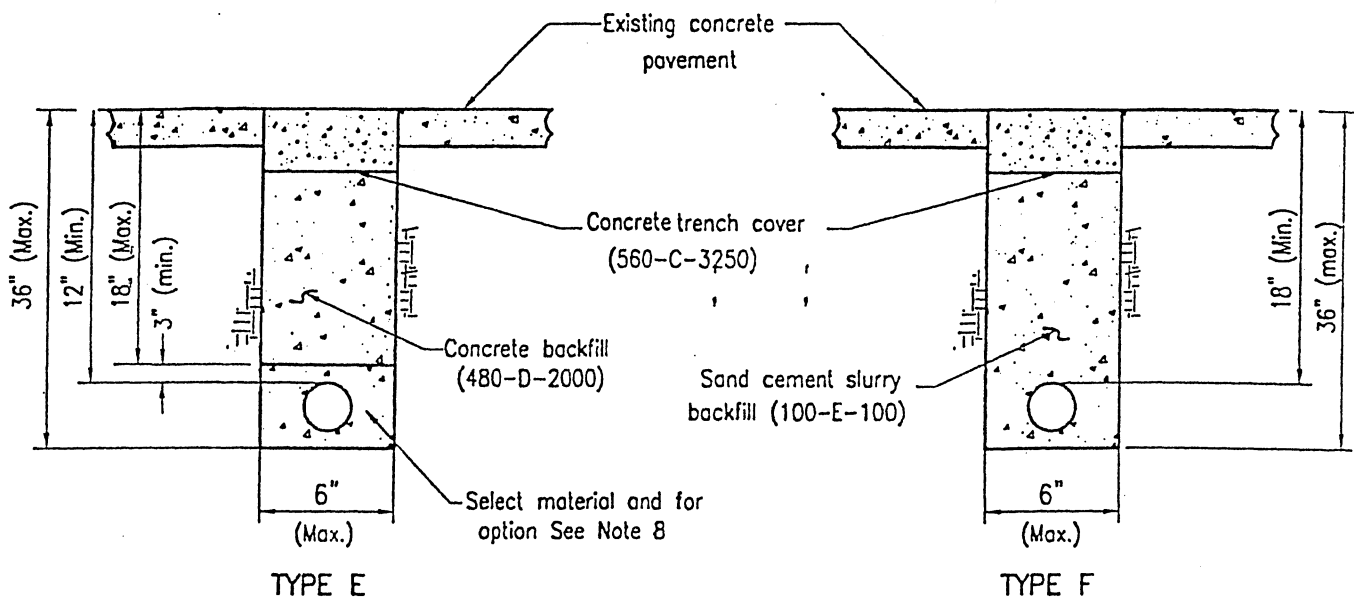 Existing concrete
pavement
36" (Max.)
12" (Min.)
18" (Max.)
3" (min.)
Concrete trench cover
(560-C-3250)
Concrete backfill
(480-D-2000)
Sand cement slurry
backfill (100-E-100)
18" (Min.)
36" (max.)
6"
(Max.)
Select material and for
option See Note 8
6"
(Max.)
TYPE E
TYPE F